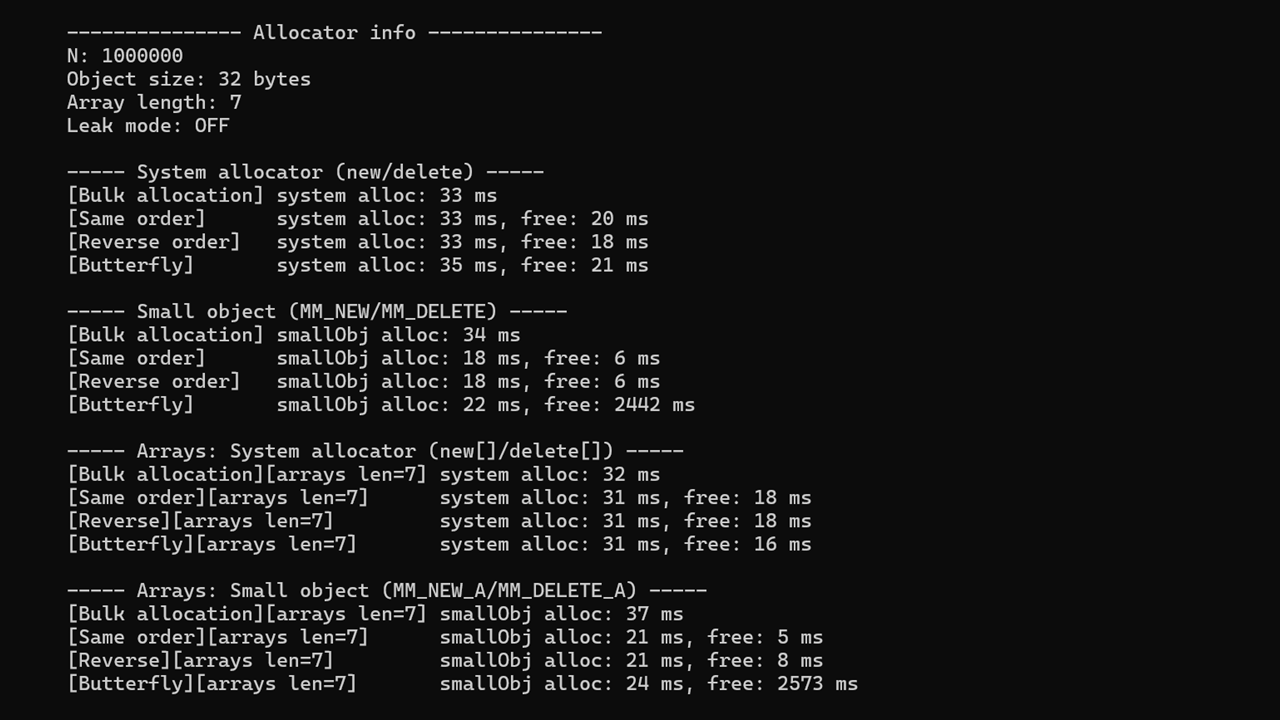 --------------- Allocator info ---------------
N: 1000000
Object size: 32 bytes
Array length: 7
Leak mode: OFF
----- System allocator (new/delete) -----
[Bulk allocation] system alloc: 33 ms
[Same order]      system alloc: 33 ms, free: 20 ms
[Reverse order]   system alloc: 33 ms, free: 18 ms
[Butterfly]       system alloc: 35 ms, free: 21 ms
----- Small object (MM_NEW/MM_DELETE) -----
[Bulk allocation] smallObj alloc: 34 ms
[Same order]      smallObj alloc: 18 ms, free: 6 ms
[Reverse order]   smallObj alloc: 18 ms, free: 6 ms
[Butterfly]       smallObj alloc: 22 ms, free: 2442 ms
----- Arrays: System allocator (new[]/delete[]) -----
[Bulk allocation][arrays len=7] system alloc: 32 ms
[Same order][arrays len=7]      system alloc: 31 ms, free: 18 ms
[Reverse][arrays len=7]         system alloc: 31 ms, free: 18 ms
[Butterfly][arrays len=7]       system alloc: 31 ms, free: 16 ms
----- Arrays: Small object (MM_NEW_A/MM_DELETE_A) -----
[Bulk allocation][arrays len=7] smallObj alloc: 37 ms
[Same order][arrays len=7]      smallObj alloc: 21 ms, free: 5 ms
[Reverse][arrays len=7]         smallObj alloc: 21 ms, free: 8 ms
[Butterfly][arrays len=7]       smallObj alloc: 24 ms, free: 2573 ms